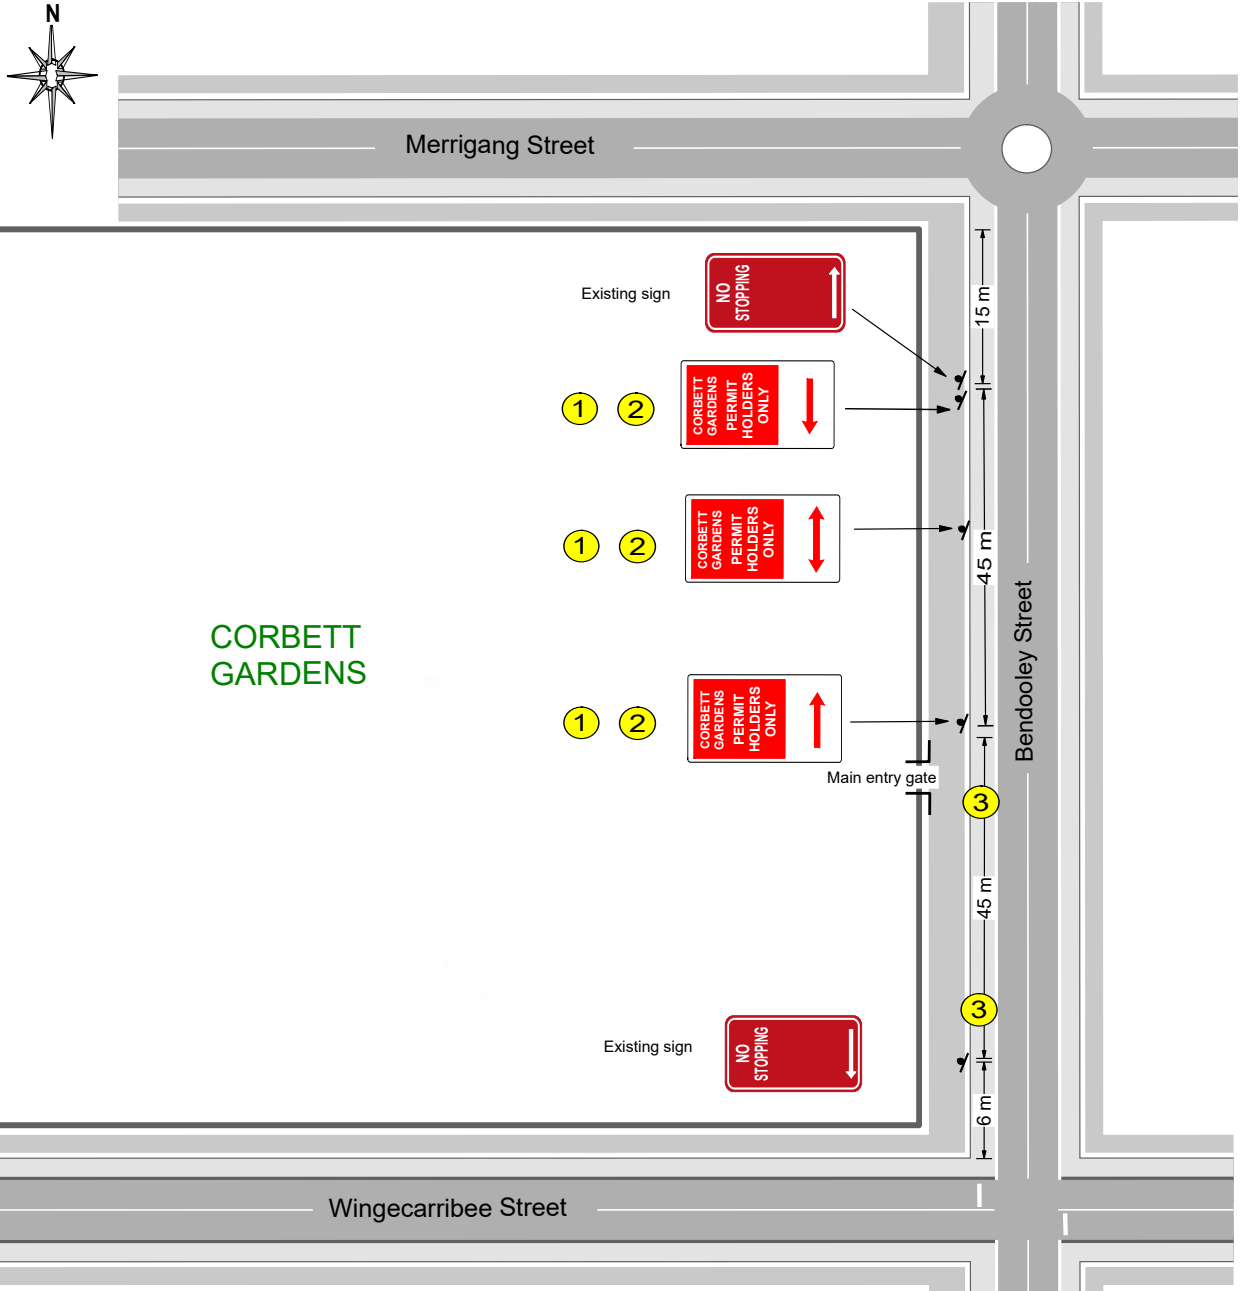 N
Merrigang Street
Existing sign
NO
STOPPING
15 m
1
2
CORBETT
GARDENS
PERMIT
HOLDERS
ONLY
1
2
CORBETT
GARDENS
PERMIT
HOLDERS
ONLY
45 m
Bendooley Street
CORBETT
GARDENS
1
2
CORBETT
GARDENS
PERMIT
HOLDERS
ONLY
Main entry gate
3
45 m
3
Existing sign
NO
STOPPING
6 m
Wingecarribee Street